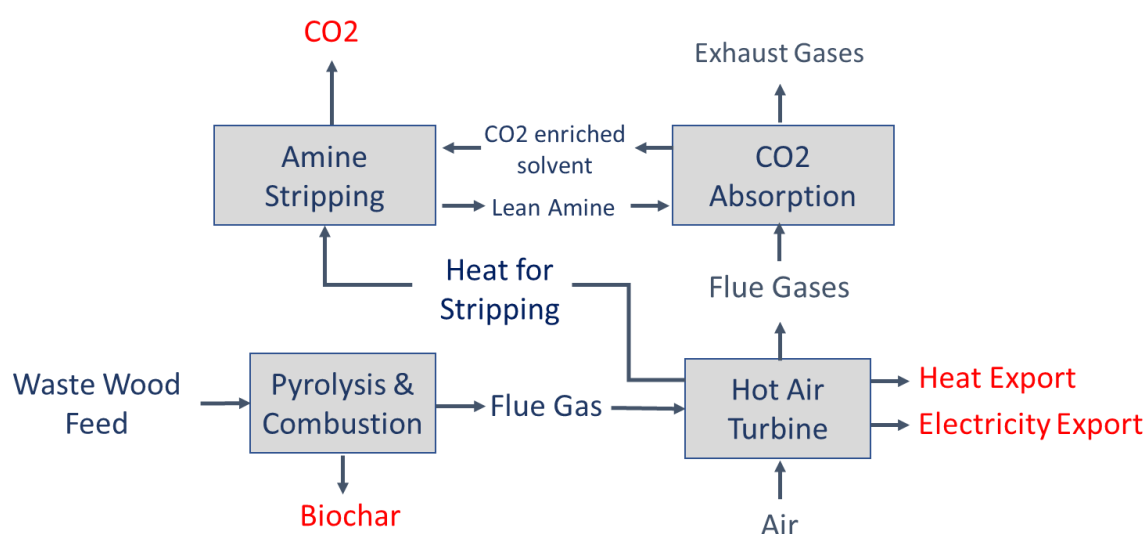 CO2
Exhaust Gases
Amine
Stripping
CO2 enriched
solvent
Lean Amine
CO2
Absorption
Heat for
Stripping
Flue Gases
Waste Wood
Feed
Pyrolysis &
Combustion
Flue Gas
Hot Air
Turbine
Heat Export
Electricity Export
Biochar
Air